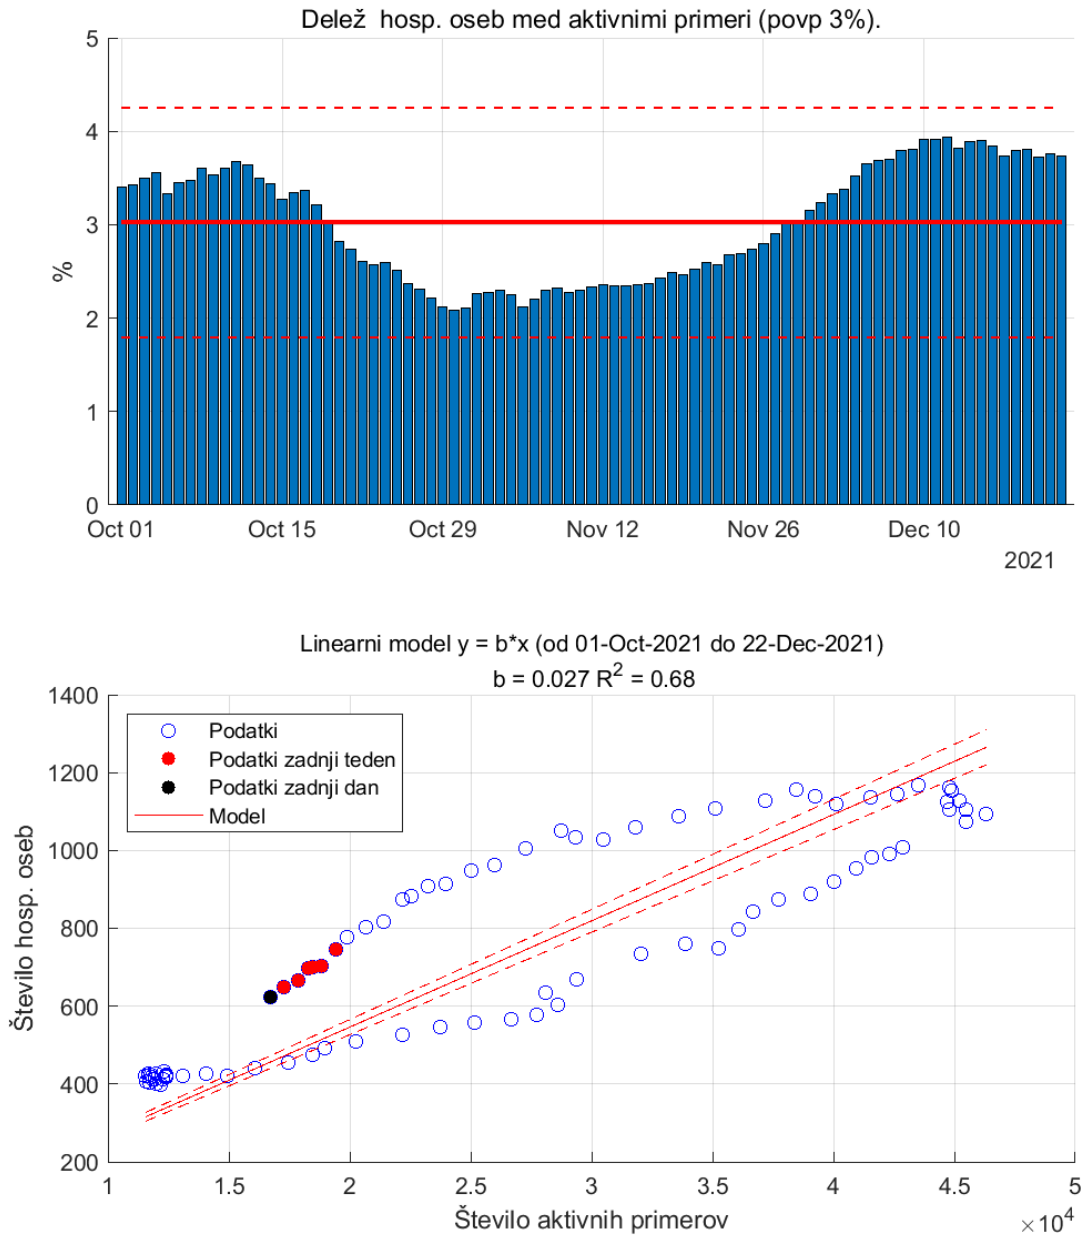 Delež  hosp. oseb med aktivnimi primeri (povp 3%).
5
4
3
2
1
0
%
Oct 01 Oct 15 Oct 29 Nov 12 Nov 26 Dec 10
2021
Linearni model y = b*x (od 01-Oct-2021 do 22-Dec-2021)
b = 0.027 R² = 0.68
1400
1200
1000
800
600
400
200
Število hosp. oseb
Podatki
Podatki zadnji teden
Podatki zadnji dan
Model
1 1.5 2 2.5 3 3.5 4 4.5 5
Število aktivnih primerov
×10⁴